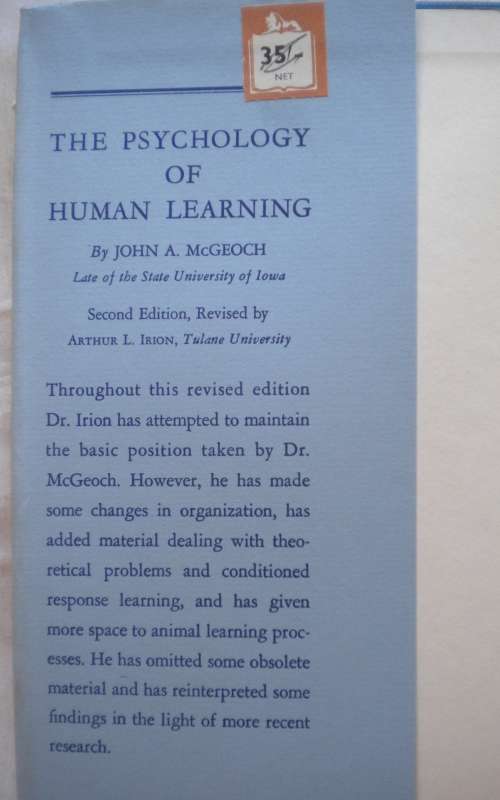 35/-
NET
THE PSYCHOLOGY
OF
HUMAN LEARNING
By JOHN A. McGEOCH
Late of the State University of Iowa
Second Edition, Revised by
ARTHUR L. IRION, Tulane University
Throughout this revised edition
Dr. Irion has attempted to maintain
the basic position taken by Dr.
McGeoch. However, he has made
some changes in organization, has
added material dealing with theo-
retical problems and conditioned
response learning, and has given
more space to animal learning proc-
esses. He has omitted some obsolete
material and has reinterpreted some
findings in the light of more recent
research.